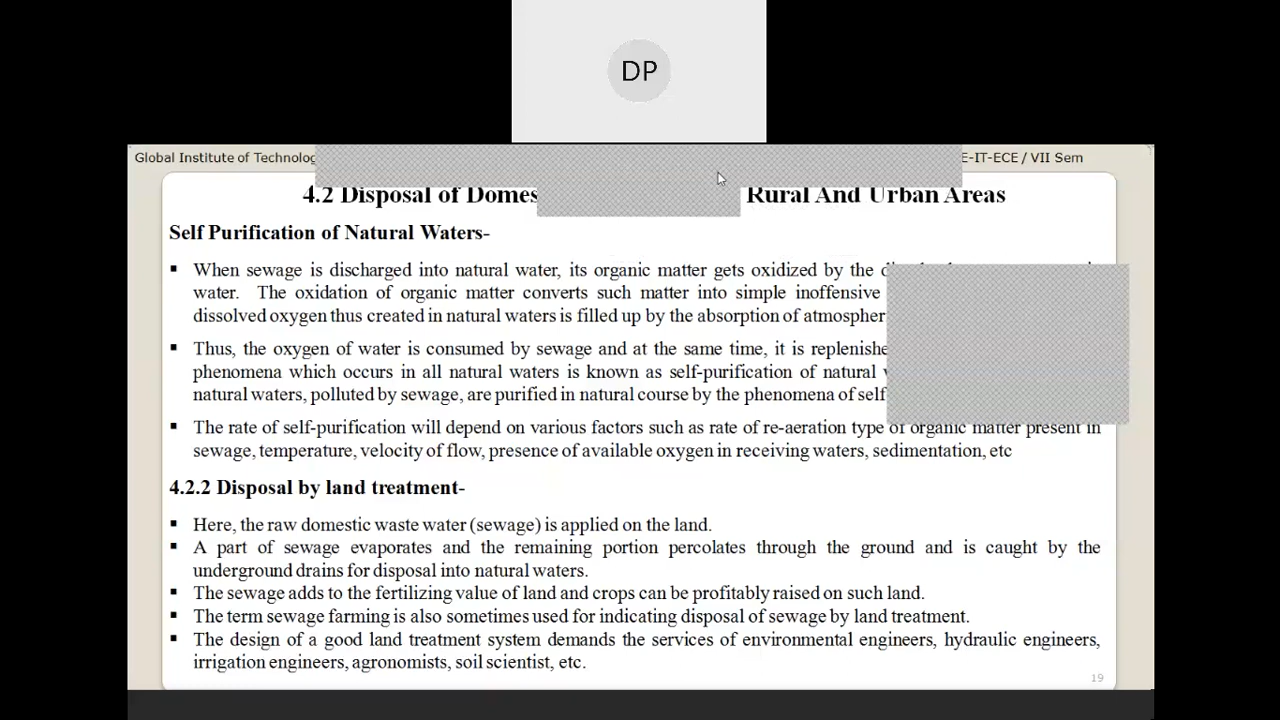 DP
Global Institute of Technolog
E-IT-ECE / VII Sem
4.2 Disposal of Domes Rural And Urban Areas
Self Purification of Natural Waters-
▪ When sewage is discharged into natural water, its organic matter gets oxidized by the
water. The oxidation of organic matter converts such matter into simple inoffensive
dissolved oxygen thus created in natural waters is filled up by the absorption of atmospher
▪ Thus, the oxygen of water is consumed by sewage and at the same time, it is replenishe
phenomena which occurs in all natural waters is known as self-purification of natural
natural waters, polluted by sewage, are purified in natural course by the phenomena of self
▪ The rate of self-purification will depend on various factors such as rate of re-aeration type of organic matter present in
sewage, temperature, velocity of flow, presence of available oxygen in receiving waters, sedimentation, etc
4.2.2 Disposal by land treatment-
▪ Here, the raw domestic waste water (sewage) is applied on the land.
▪ A part of sewage evaporates and the remaining portion percolates through the ground and is caught by the
underground drains for disposal into natural waters.
▪ The sewage adds to the fertilizing value of land and crops can be profitably raised on such land.
▪ The term sewage farming is also sometimes used for indicating disposal of sewage by land treatment.
▪ The design of a good land treatment system demands the services of environmental engineers, hydraulic engineers,
irrigation engineers, agronomists, soil scientist, etc.
19